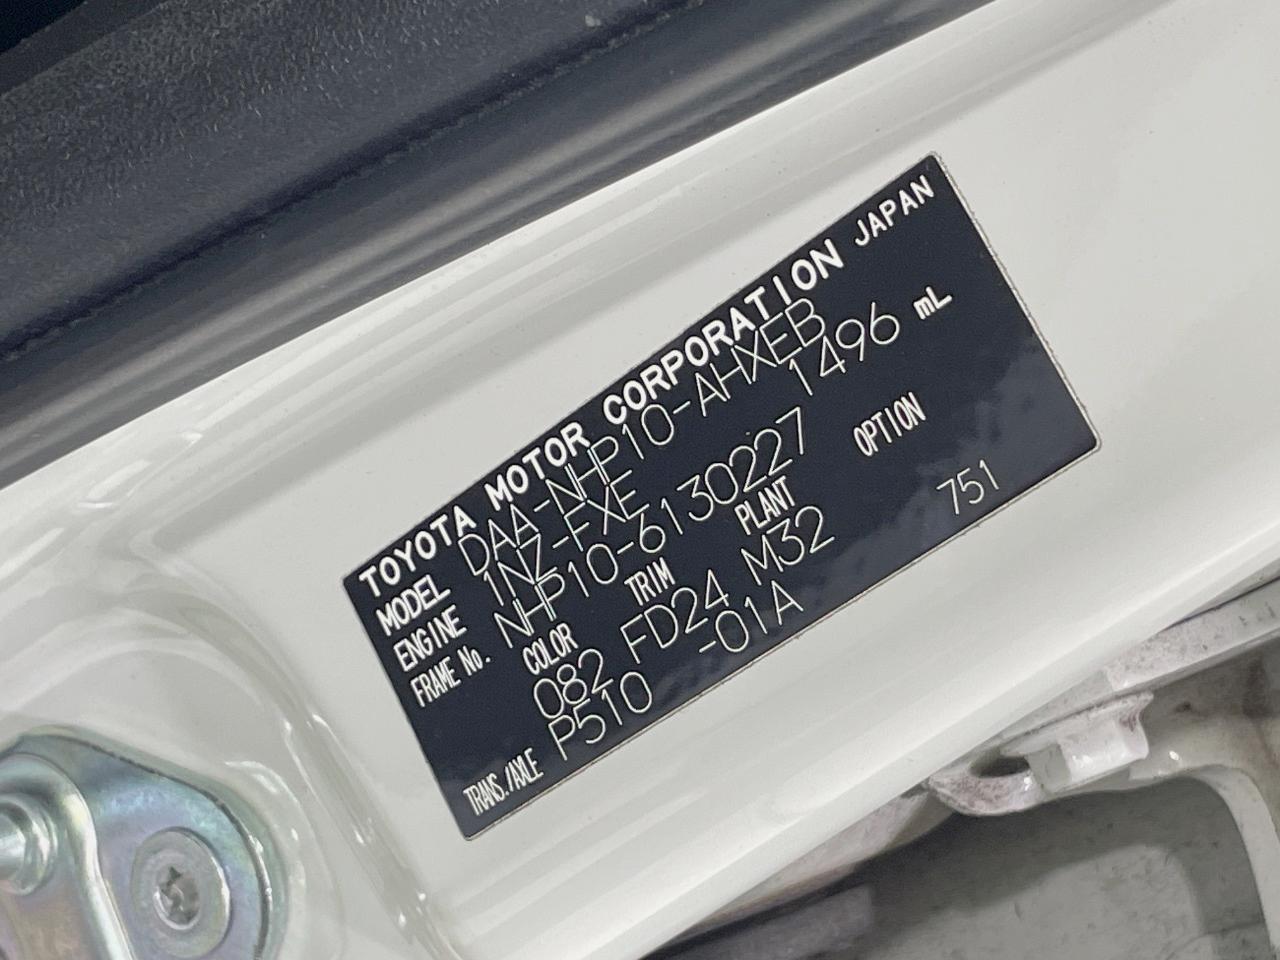 TOYOTA MOTOR CORPORATION JAPAN
MODEL DAA-NHP10-AHXEB
ENGINE 1NZ-FXE 1496 mL
FRAME No. NHP10-6130227
COLOR TRIM PLANT OPTION
082 FD24 M32 751
TRANS./AXLE P510 -01A